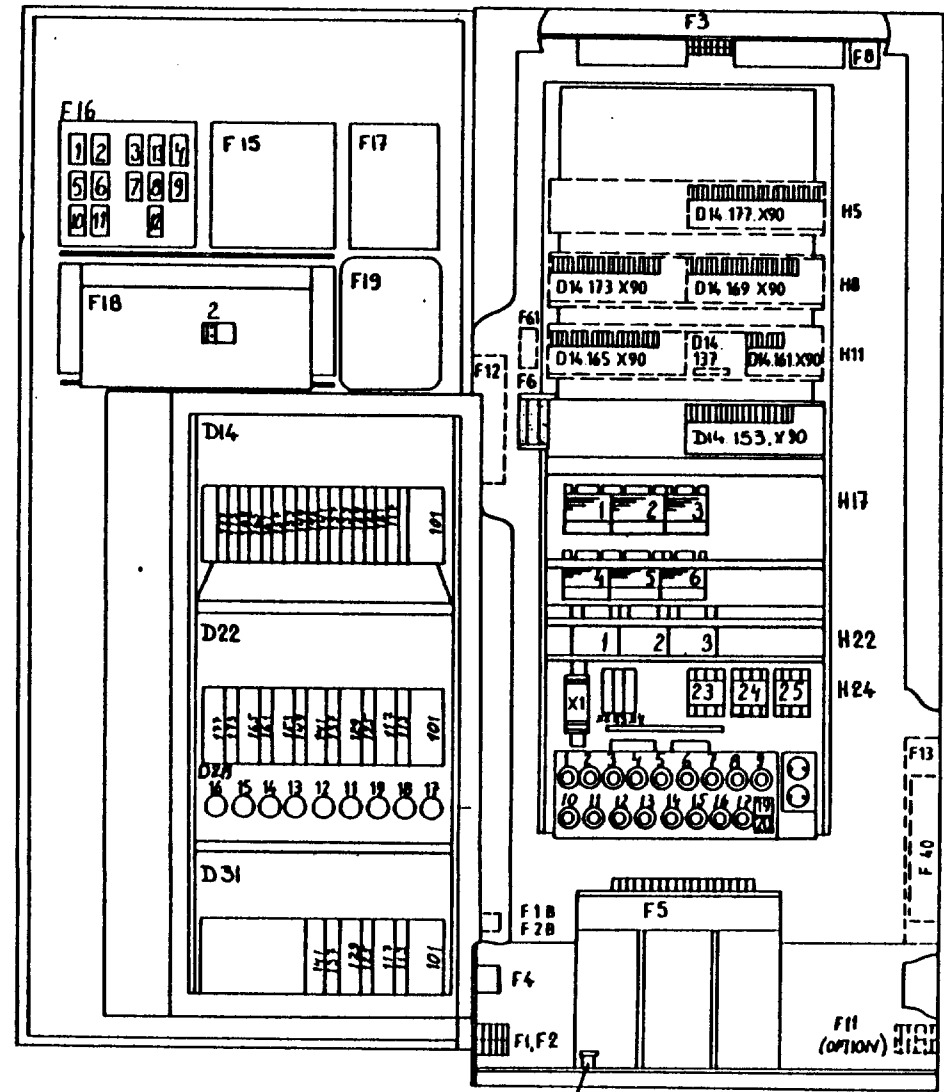 F3
F8
F16
1 2 3 13 4
5 6 7 8 9
10 11 12
F15
F17
F18
2
F19
D14.177.X90
H5
D14 173 X90
D14 169 X90
H8
F61
D14.165 X90
D14.
137
D14.161.X90
H11
F12
F6
D14. 153. X90
D14
101
1 2 3
H17
4 5 6
1 2 3
H22
X1
23 24 25
H24
D22
101
16 15 14 13 12 11 19 18 17
1 2 3 4 5 6 7 8 9
10 11 12 13 14 15 16 17 19
20
F13
F 40
D31
101
F1B
F2B
F5
F4
F1,F2
F11
(OPTION)